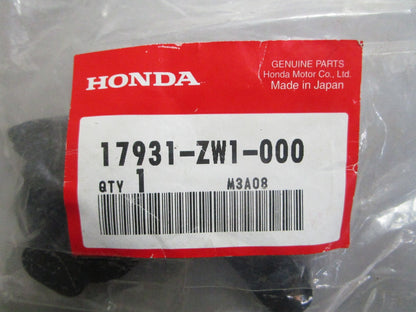 HONDA
GENUINE PARTS
Honda Motor Co., Ltd.
Made in Japan
17931-ZW1-000
QTY 1 M3A08